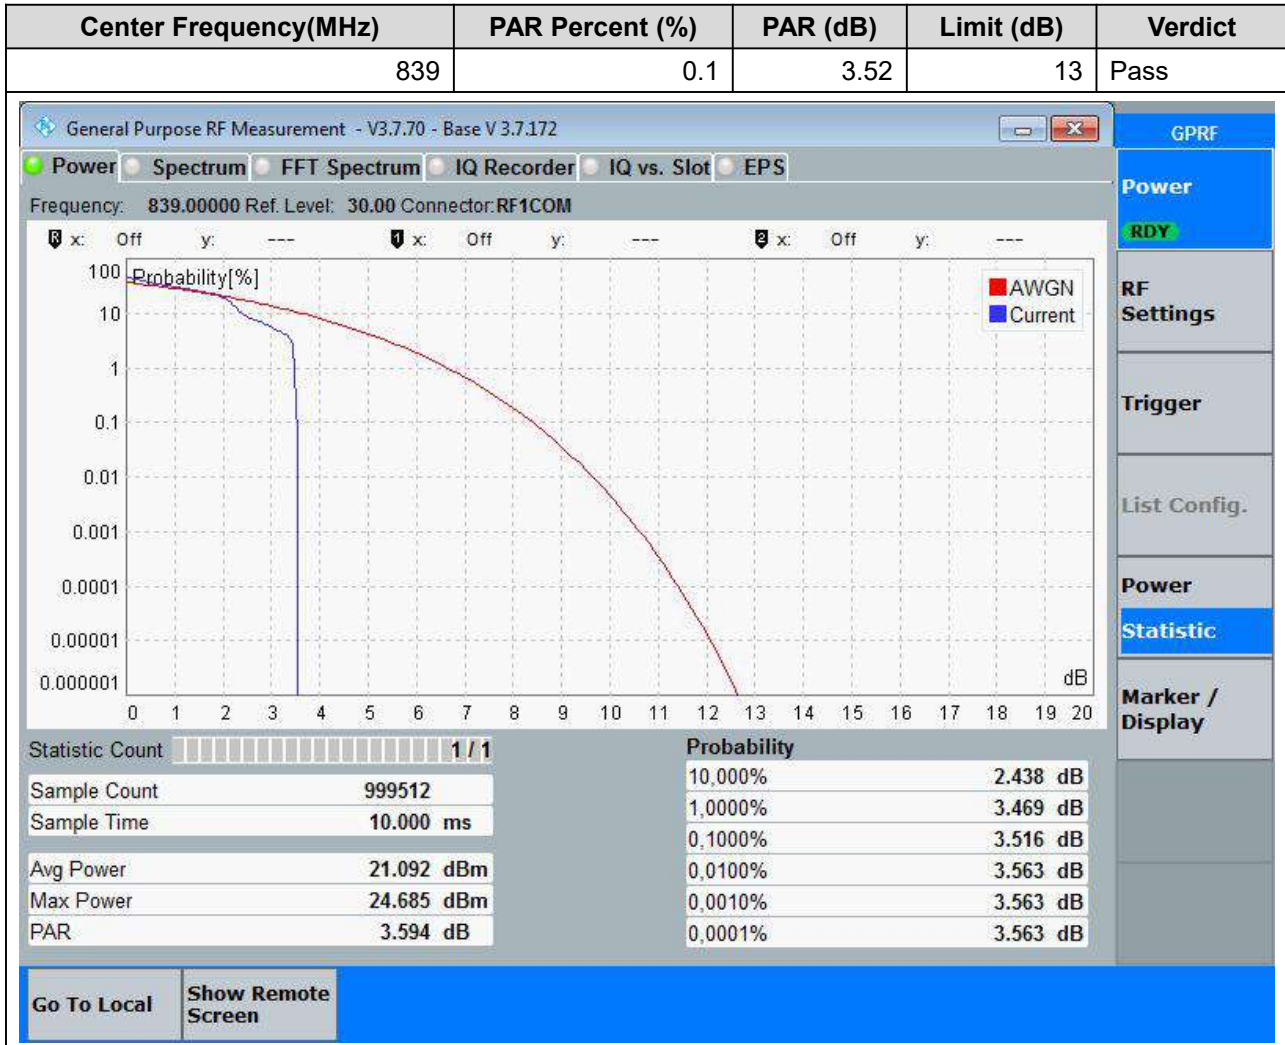 Center Frequency(MHz) PAR Percent (%) PAR (dB) Limit (dB) Verdict
839 0.1 3.52 13 Pass
General Purpose RF Measurement - V3.7.70 - Base V 3.7.172
GPRF
Power Spectrum FFT Spectrum IQ Recorder IQ vs. Slot EPS
Power
RDY
Frequency: 839.00000 Ref. Level: 30.00 Connector:RF1COM
R x: Off y: --- 1 x: Off y: --- 2 x: Off y: ---
Probability[%]
AWGN
Current
100
10
1
0.1
0.01
0.001
0.0001
0.00001
0.000001
dB
0 1 2 3 4 5 6 7 8 9 10 11 12 13 14 15 16 17 18 19 20
RF
Settings
Trigger
List Config.
Power
Statistic
Marker /
Display
Statistic Count 1 / 1
Sample Count 999512
Sample Time 10.000 ms
Avg Power 21.092 dBm
Max Power 24.685 dBm
PAR 3.594 dB
Probability
10,000% 2.438 dB
1,0000% 3.469 dB
0,1000% 3.516 dB
0,0100% 3.563 dB
0,0010% 3.563 dB
0,0001% 3.563 dB
Go To Local
Show Remote
Screen